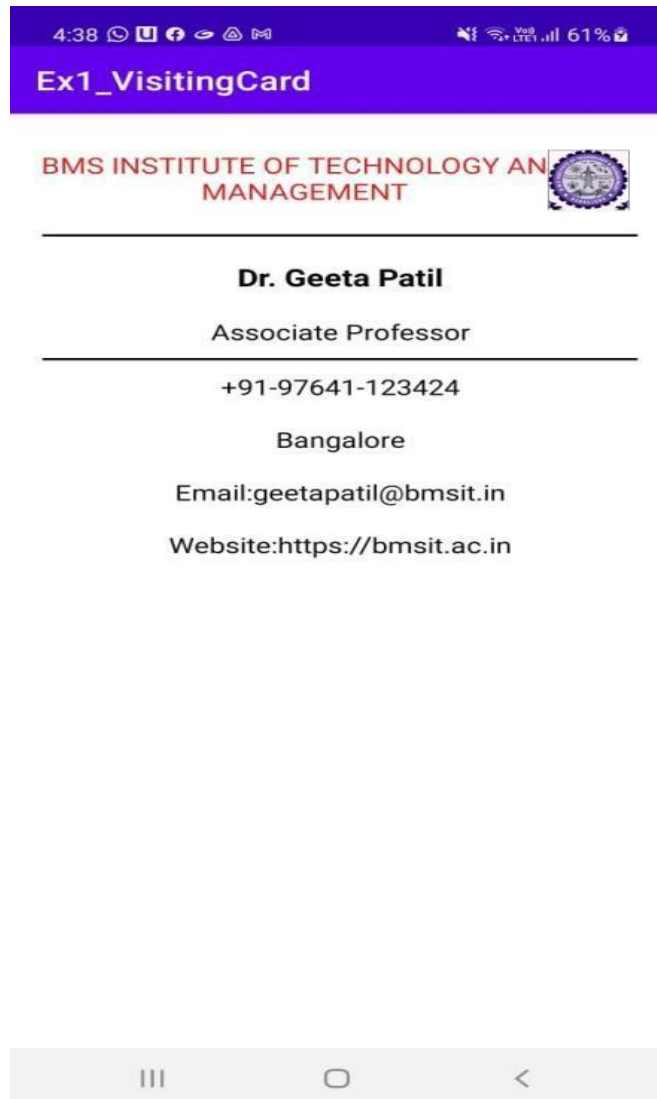 4:38 61%
Ex1_VisitingCard
BMS INSTITUTE OF TECHNOLOGY AN
MANAGEMENT
Dr. Geeta Patil
Associate Professor
+91-97641-123424
Bangalore
Email:geetapatil@bmsit.in
Website:https://bmsit.ac.in